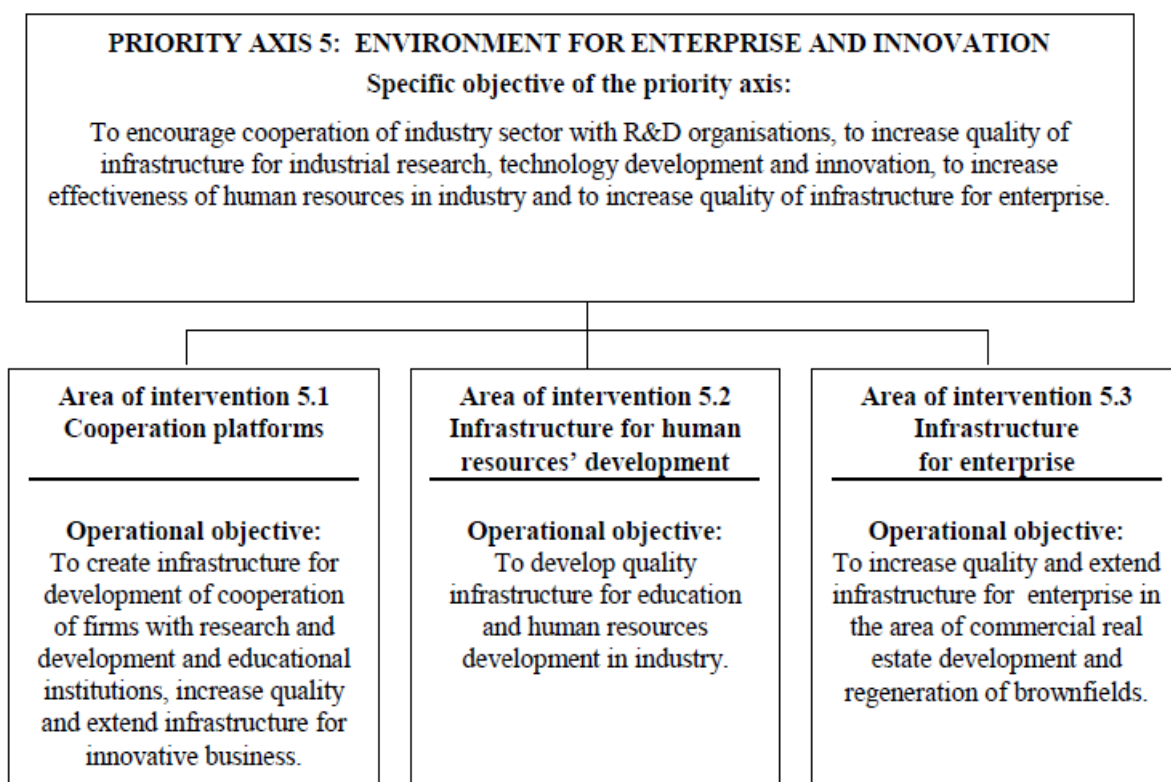 PRIORITY AXIS 5:  ENVIRONMENT FOR ENTERPRISE AND INNOVATION
Specific objective of the priority axis:
To encourage cooperation of industry sector with R&D organisations, to increase quality of
infrastructure for industrial research, technology development and innovation, to increase
effectiveness of human resources in industry and to increase quality of infrastructure for enterprise.
Area of intervention 5.1
Cooperation platforms
Operational objective:
To create infrastructure for
development of cooperation
of firms with research and
development and educational
institutions, increase quality
and extend infrastructure for
innovative business.
Area of intervention 5.2
Infrastructure for human
resources’ development
Operational objective:
To develop quality
infrastructure for education
and human resources
development in industry.
Area of intervention 5.3
Infrastructure
for enterprise
Operational objective:
To increase quality and extend
infrastructure for  enterprise in
the area of commercial real
estate development and
regeneration of brownfields.